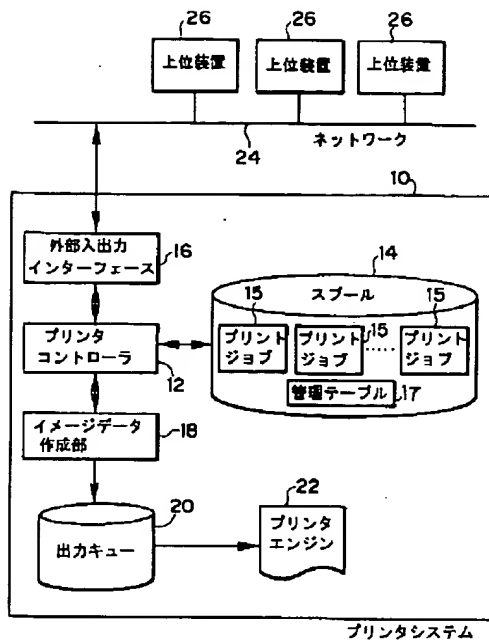 26
26
26
上位装置
上位装置
上位装置
24
ネットワーク
10
外部入出力
インターフェース
16
14
スプール
15
15
15
プリント
ジョブ
プリント
ジョブ
……
プリント
ジョブ
管理テーブル
17
プリンタ
コントローラ
12
イメージデータ
作成部
18
20
出力キュー
22
プリンタ
エンジン
プリンタシステム